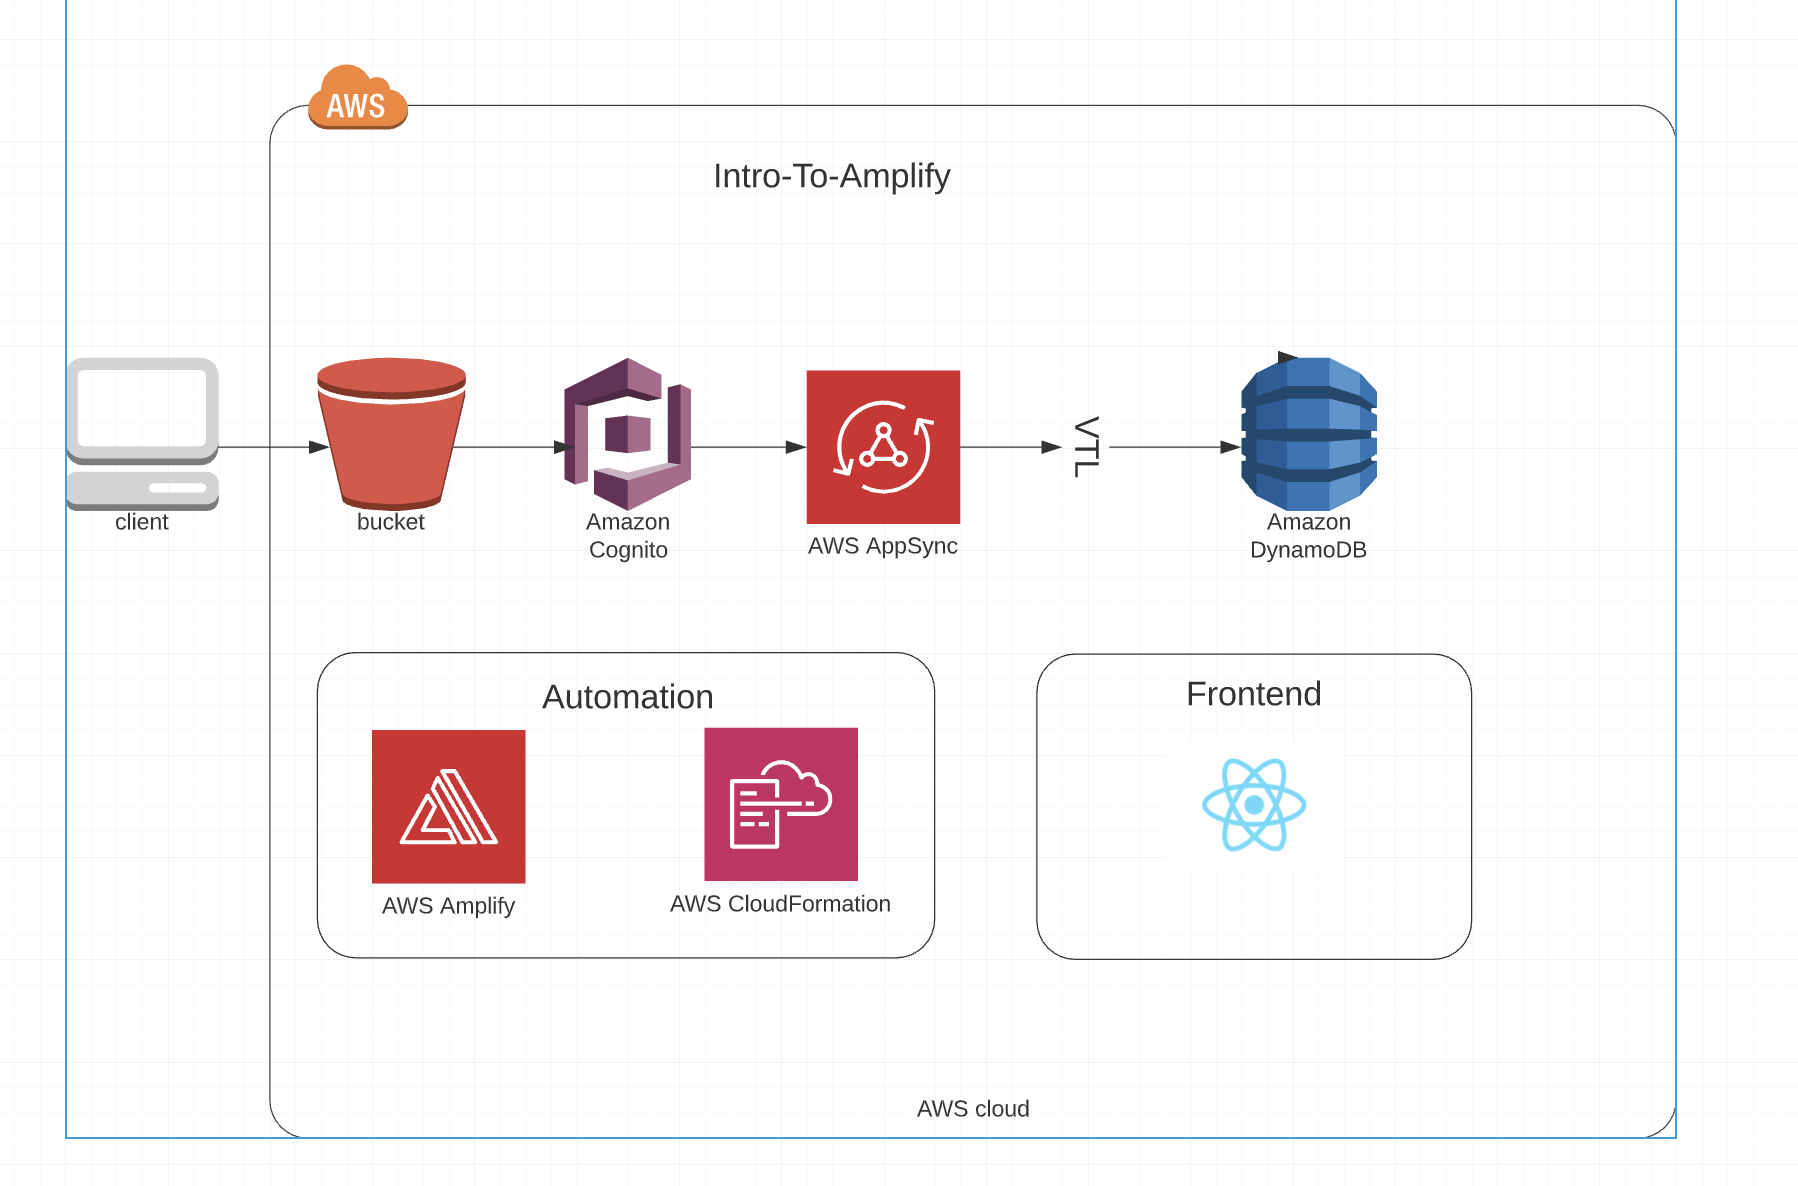 AWS
Intro-To-Amplify
client
bucket
Amazon
Cognito
AWS AppSync
VTL
Amazon
DynamoDB
Automation
AWS Amplify
AWS CloudFormation
Frontend
AWS cloud